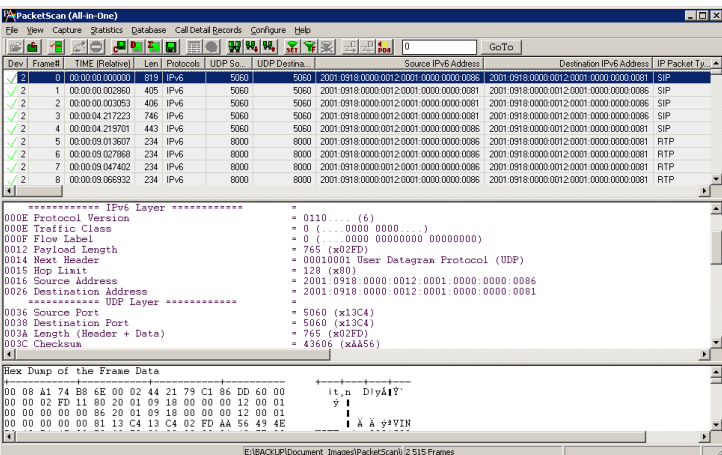 PacketScan (All-in-One)
File View Capture Statistics Database Call Detail Records Configure Help
0 GoTo
Dev Frame# TIME (Relative) Len Protocols UDP So... UDP Destina... Source IPv6 Address Destination IPv6 Address IP Packet Ty...
2 0 00:00:00.000000 819 IPv6 5060 5060 2001:0918:0000:0012:0001:0000:0000:0086 2001:0918:0000:0012:0001:0000:0000:0081 SIP
2 1 00:00:00.002860 405 IPv6 5060 5060 2001:0918:0000:0012:0001:0000:0000:0081 2001:0918:0000:0012:0001:0000:0000:0086 SIP
2 2 00:00:00.003053 406 IPv6 5060 5060 2001:0918:0000:0012:0001:0000:0000:0081 2001:0918:0000:0012:0001:0000:0000:0086 SIP
2 3 00:00:04.217223 746 IPv6 5060 5060 2001:0918:0000:0012:0001:0000:0000:0081 2001:0918:0000:0012:0001:0000:0000:0086 SIP
2 4 00:00:04.219701 443 IPv6 5060 5060 2001:0918:0000:0012:0001:0000:0000:0086 2001:0918:0000:0012:0001:0000:0000:0081 SIP
2 5 00:00:09.013607 234 IPv6 8000 8000 2001:0918:0000:0012:0001:0000:0000:0086 2001:0918:0000:0012:0001:0000:0000:0081 RTP
2 6 00:00:09.027868 234 IPv6 8000 8000 2001:0918:0000:0012:0001:0000:0000:0086 2001:0918:0000:0012:0001:0000:0000:0081 RTP
2 7 00:00:09.047402 234 IPv6 8000 8000 2001:0918:0000:0012:0001:0000:0000:0086 2001:0918:0000:0012:0001:0000:0000:0081 RTP
2 8 00:00:09.066932 234 IPv6 8000 8000 2001:0918:0000:0012:0001:0000:0000:0086 2001:0918:0000:0012:0001:0000:0000:0081 RTP
============ IPv6 Layer ============ =
000E Protocol Version = 0110.... (6)
000E Traffic Class = 0 (....0000 0000....)
000F Flow Label = 0 (....0000 00000000 00000000)
0012 Payload Length = 765 (x02FD)
0014 Next Header = 00010001 User Datagram Protocol (UDP)
0015 Hop Limit = 128 (x80)
0016 Source Address = 2001:0918:0000:0012:0001:0000:0000:0086
0026 Destination Address = 2001:0918:0000:0012:0001:0000:0000:0081
============ UDP Layer ============ =
0036 Source Port = 5060 (x13C4)
0038 Destination Port = 5060 (x13C4)
003A Length (Header + Data) = 765 (x02FD)
003C Checksum = 43606 (xAA56)
Hex Dump of the Frame Data
00 08 A1 74 B8 6E 00 02 44 21 79 C1 86 DD 60 00 it,n D!yÁ Ý`
00 00 02 FD 11 80 20 01 09 18 00 00 00 12 00 01 ý
00 00 00 00 00 86 20 01 09 18 00 00 00 12 00 01
00 00 00 00 00 81 13 C4 13 C4 02 FD AA 56 49 4E Ä Ä ýªVIN
E:\BACKUP\Document_Images\PacketScan\i 2 515 Frames